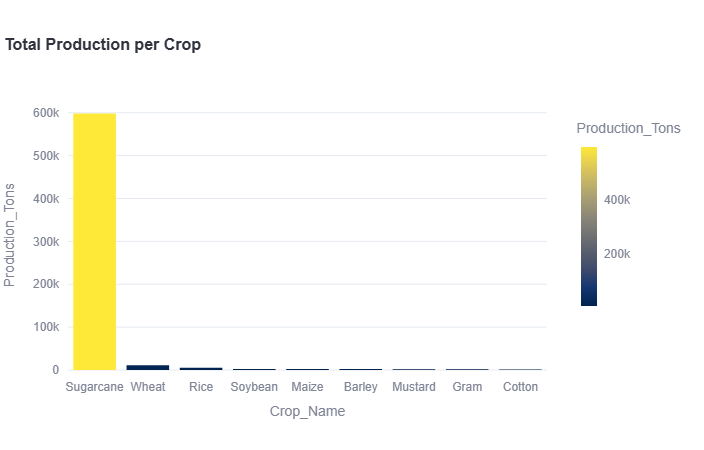 Total Production per Crop
Production_Tons
600k
500k
400k
300k
200k
100k
0
Sugarcane Wheat Rice Soybean Maize Barley Mustard Gram Cotton
Crop_Name
Production_Tons
400k
200k